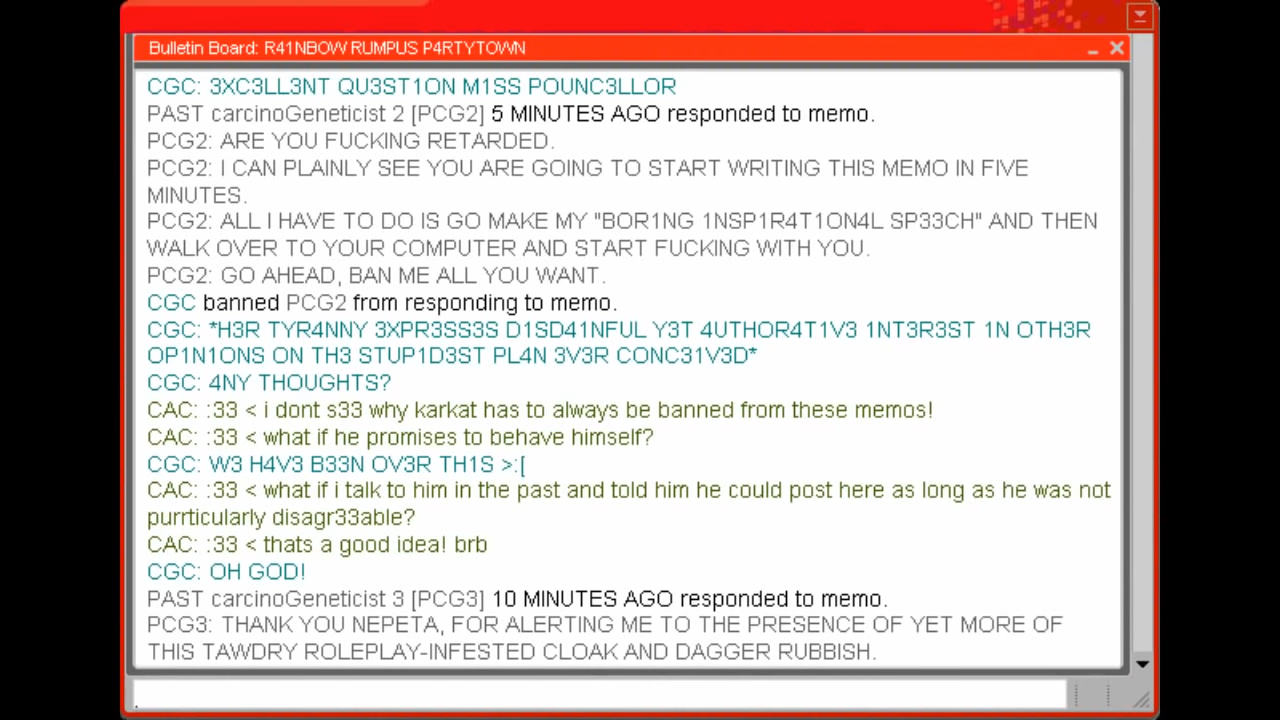 Bulletin Board: R41NBOW RUMPUS P4RTYTOWN
CGC: 3XC3LL3NT QU3ST1ON M1SS POUNC3LLOR
PAST carcinoGeneticist 2 [PCG2] 5 MINUTES AGO responded to memo.
PCG2: ARE YOU FUCKING RETARDED.
PCG2: I CAN PLAINLY SEE YOU ARE GOING TO START WRITING THIS MEMO IN FIVE
MINUTES.
PCG2: ALL I HAVE TO DO IS GO MAKE MY "BOR1NG 1NSP1R4T1ON4L SP33CH" AND THEN
WALK OVER TO YOUR COMPUTER AND START FUCKING WITH YOU.
PCG2: GO AHEAD, BAN ME ALL YOU WANT.
CGC banned PCG2 from responding to memo.
CGC: *H3R TYR4NNY 3XPR3SS3S D1SD41NFUL Y3T 4UTHOR4T1V3 1NT3R3ST 1N OTH3R
OP1N1ONS ON TH3 STUP1D3ST PL4N 3V3R CONC31V3D*
CGC: 4NY THOUGHTS?
CAC: :33 < i dont s33 why karkat has to always be banned from these memos!
CAC: :33 < what if he promises to behave himself?
CGC: W3 H4V3 B33N OV3R TH1S >:[
CAC: :33 < what if i talk to him in the past and told him he could post here as long as he was not
purrticularly disagr33able?
CAC: :33 < thats a good idea! brb
CGC: OH GOD!
PAST carcinoGeneticist 3 [PCG3] 10 MINUTES AGO responded to memo.
PCG3: THANK YOU NEPETA, FOR ALERTING ME TO THE PRESENCE OF YET MORE OF
THIS TAWDRY ROLEPLAY-INFESTED CLOAK AND DAGGER RUBBISH.
.